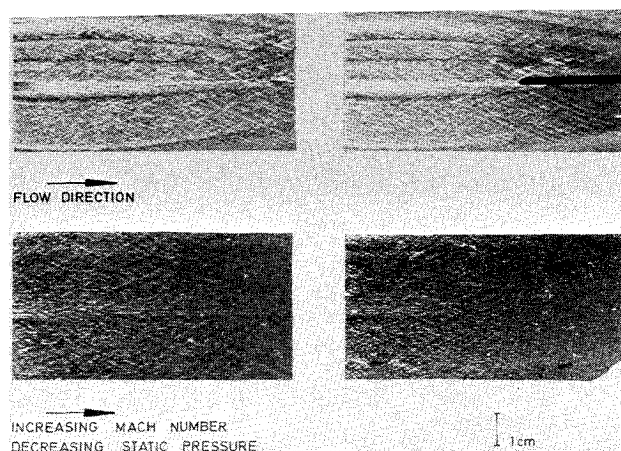 FLOW DIRECTION
INCREASING MACH NUMBER
DECREASING STATIC PRESSURE
1cm